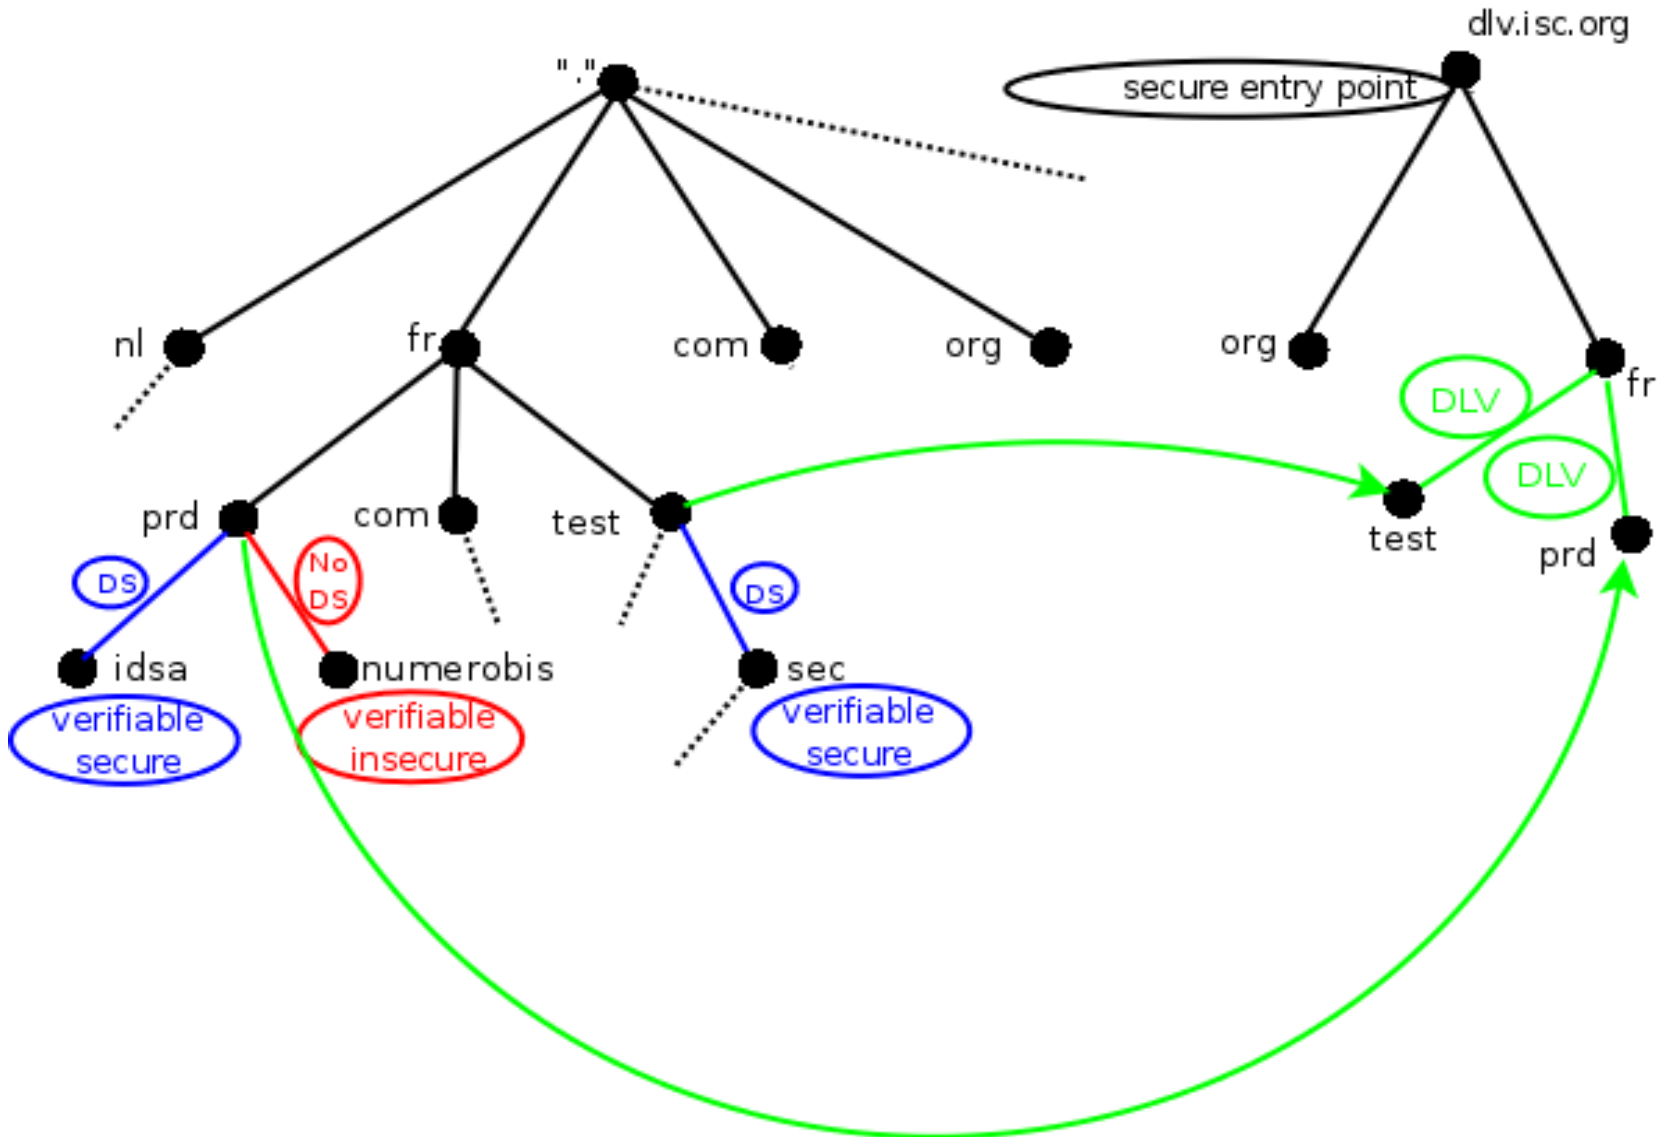 dlv.isc.org
"."
secure entry point
nl
fr
com
org
org
fr
DLV
DLV
prd
com
test
test
prd
DS
No
DS
DS
idsa
numerobis
sec
verifiable
secure
verifiable
insecure
verifiable
secure